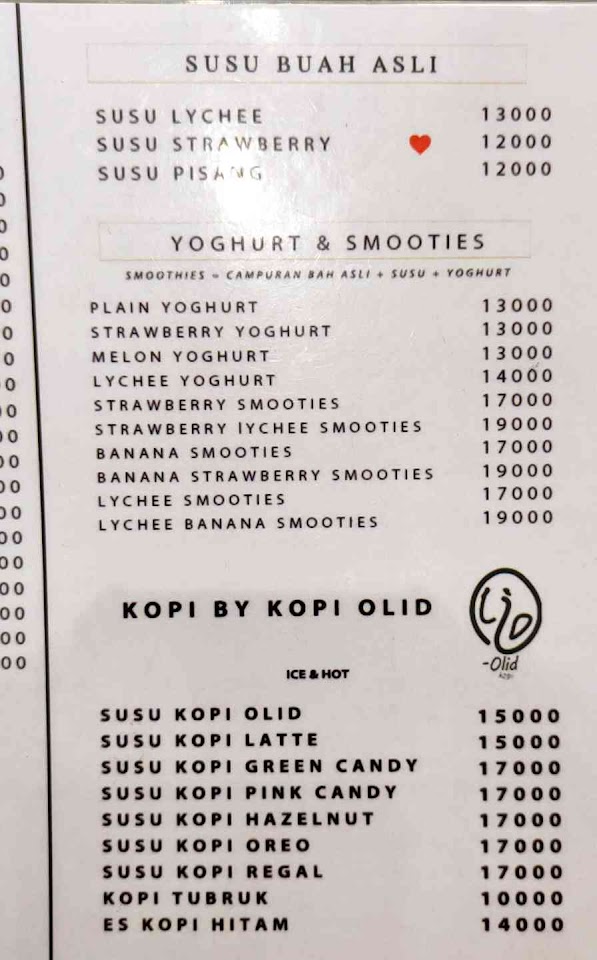 SUSU BUAH ASLI
SUSU LYCHEE 13000
SUSU STRAWBERRY 12000
SUSU PISANG 12000
YOGHURT & SMOOTIES
SMOOTHIES = CAMPURAN BAH ASLI + SUSU + YOGHURT
PLAIN YOGHURT 13000
STRAWBERRY YOGHURT 13000
MELON YOGHURT 13000
LYCHEE YOGHURT 14000
STRAWBERRY SMOOTIES 17000
STRAWBERRY lYCHEE SMOOTIES 19000
BANANA SMOOTIES 17000
BANANA STRAWBERRY SMOOTIES 19000
LYCHEE SMOOTIES 17000
LYCHEE BANANA SMOOTIES 19000
KOPI BY KOPI OLID
-Olid
ICE & HOT
SUSU KOPI OLID 15000
SUSU KOPI LATTE 15000
SUSU KOPI GREEN CANDY 17000
SUSU KOPI PINK CANDY 17000
SUSU KOPI HAZELNUT 17000
SUSU KOPI OREO 17000
SUSU KOPI REGAL 17000
KOPI TUBRUK 10000
ES KOPI HITAM 14000